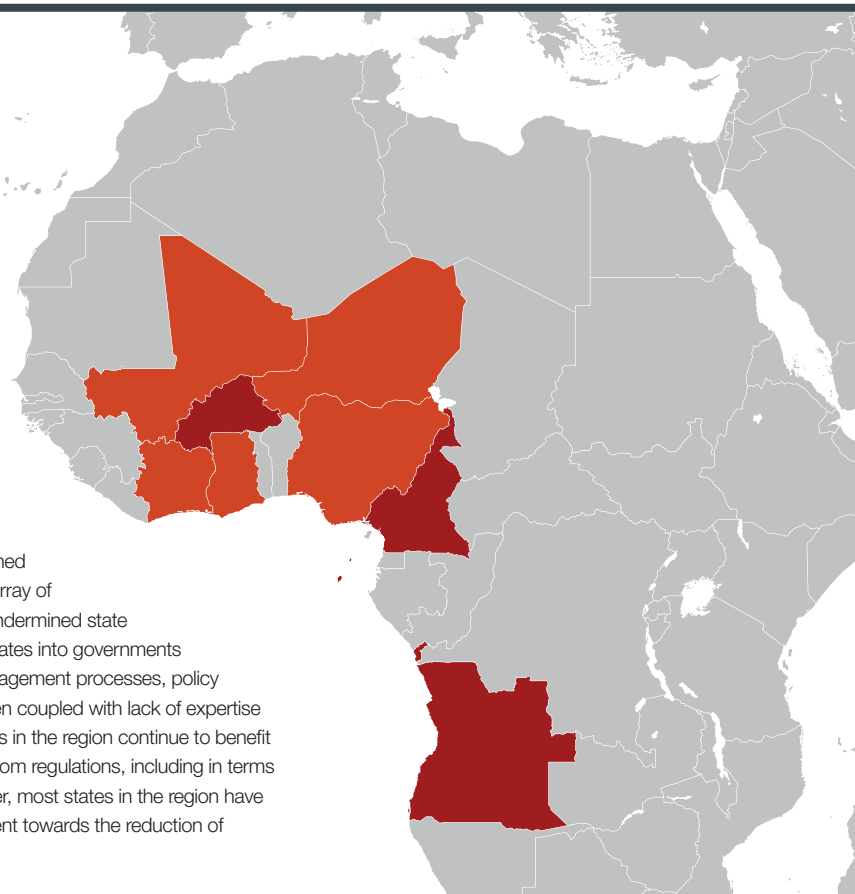 ned
rray of
ndermined state
ates into governments
agement processes, policy
en coupled with lack of expertise
s in the region continue to benefit
om regulations, including in terms
er, most states in the region have
ent towards the reduction of